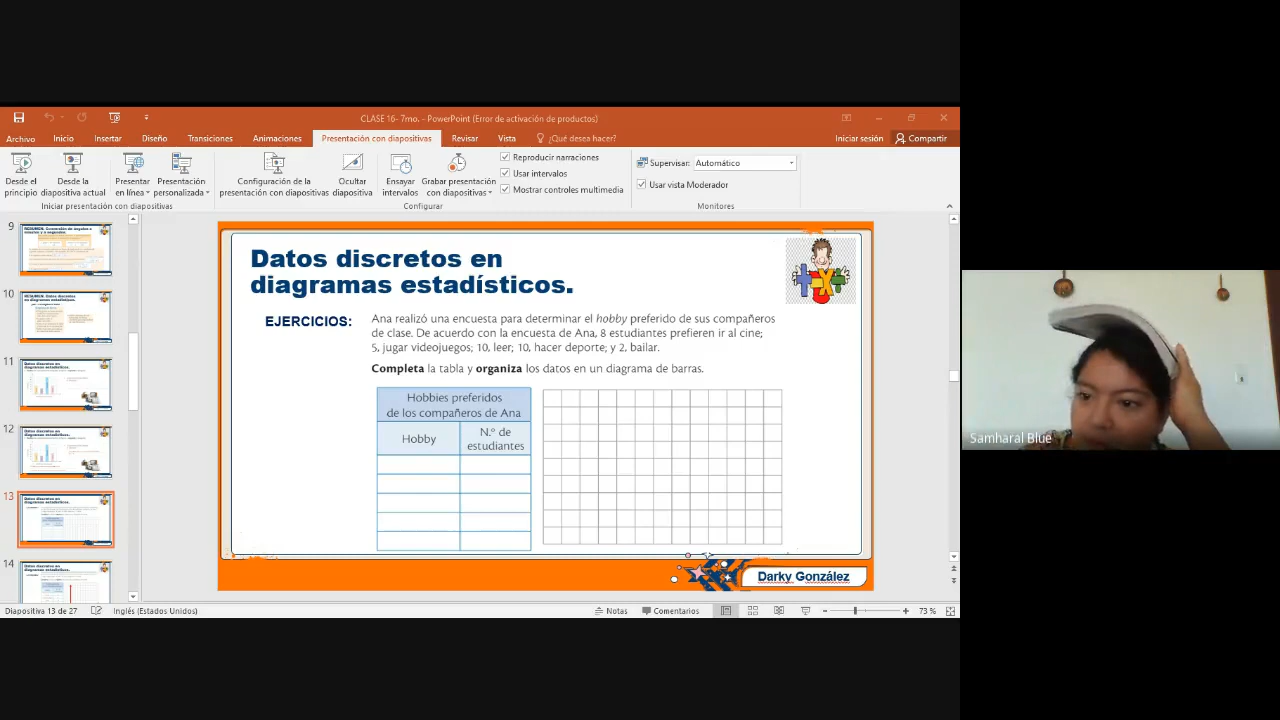 CLASE 16- 7mo. - PowerPoint (Error de activación de productos)
Archivo Inicio Insertar Diseño Transiciones Animaciones Presentación con diapositivas Revisar Vista ¿Qué desea hacer? Iniciar sesión Compartir
Desde el principio
Desde la diapositiva actual
Presentar en línea
Presentación personalizada
Configuración de la presentación con diapositivas
Ocultar diapositiva
Ensayar intervalos
Grabar presentación con diapositivas
Reproducir narraciones
Usar intervalos
Mostrar controles multimedia
Supervisar: Automático
Usar vista Moderador
Iniciar presentación con diapositivas
Configurar
Monitores
9
10
11
12
13
14
Datos discretos en
diagramas estadísticos.
EJERCICIOS:
Ana realizó una encuesta para determinar el hobby preferido de sus compañeros
de clase. De acuerdo con la encuesta de Ana, 8 estudiantes prefieren ir al cine;
5, jugar videojuegos; 10, leer; 10, hacer deporte; y 2, bailar.
Completa la tabla y organiza los datos en un diagrama de barras.
Hobbies preferidos
de los compañeros de Ana
Hobby
N.º de
estudiantes
Darky González
Samharal Blue
Diapositiva 13 de 27 Inglés (Estados Unidos) Notas Comentarios 73 %